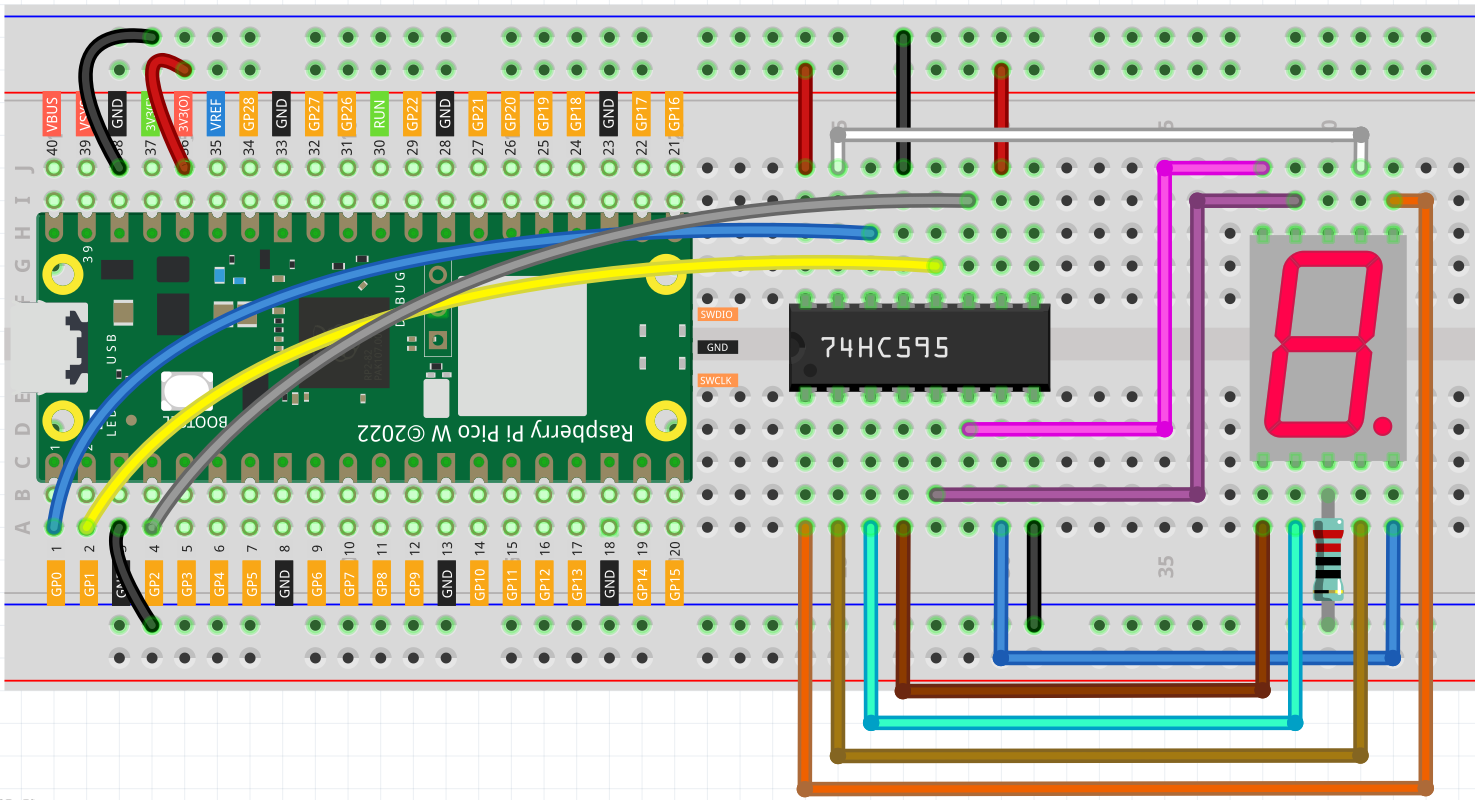 VBUS VSYS GND 3V3(E) 3V3(O) VREF GP28 GND GP27 GP26 RUN GP22 GND GP21 GP20 GP19 GP18 GND GP17 GP16
40 39 38 37 36 35 34 33 32 31 30 29 28 27 26 25 24 23 22 21
J
I
H
G
F
E
D
C
B
A
39
USB
LED
1
2
BOOTSEL
DEBUG
Raspberry Pi Pico W ©2022
SWDIO
GND
SWCLK
74HC595
1 2 3 4 5 6 7 8 9 10 11 12 13 14 15 16 17 18 19 20
35
GP0 GP1 GND GP2 GP3 GP4 GP5 GND GP6 GP7 GP8 GP9 GND GP10 GP11 GP12 GP13 GND GP14 GP15